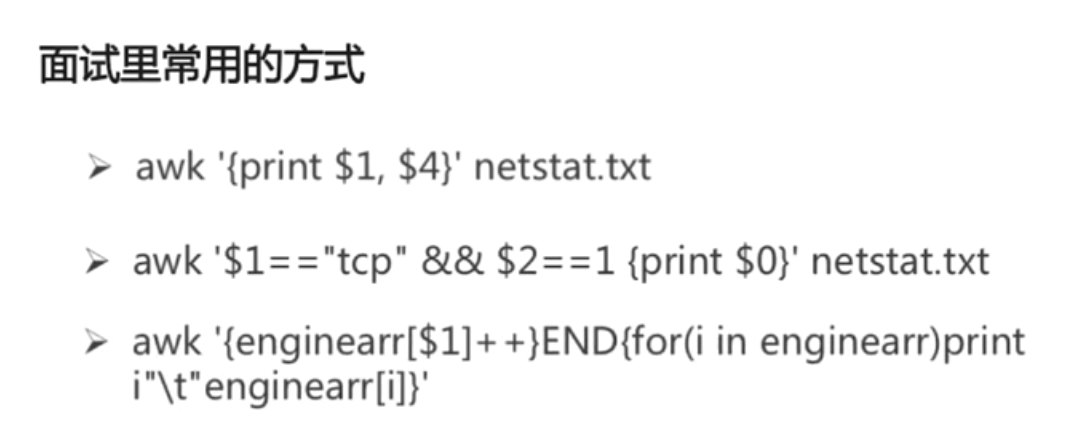 面试里常用的方式
➢ awk '{print $1, $4}' netstat.txt
➢ awk '$1=="tcp" && $2==1 {print $0}' netstat.txt
➢ awk '{enginearr[$1]++}END{for(i in enginearr)print
i"\t"enginearr[i]}'